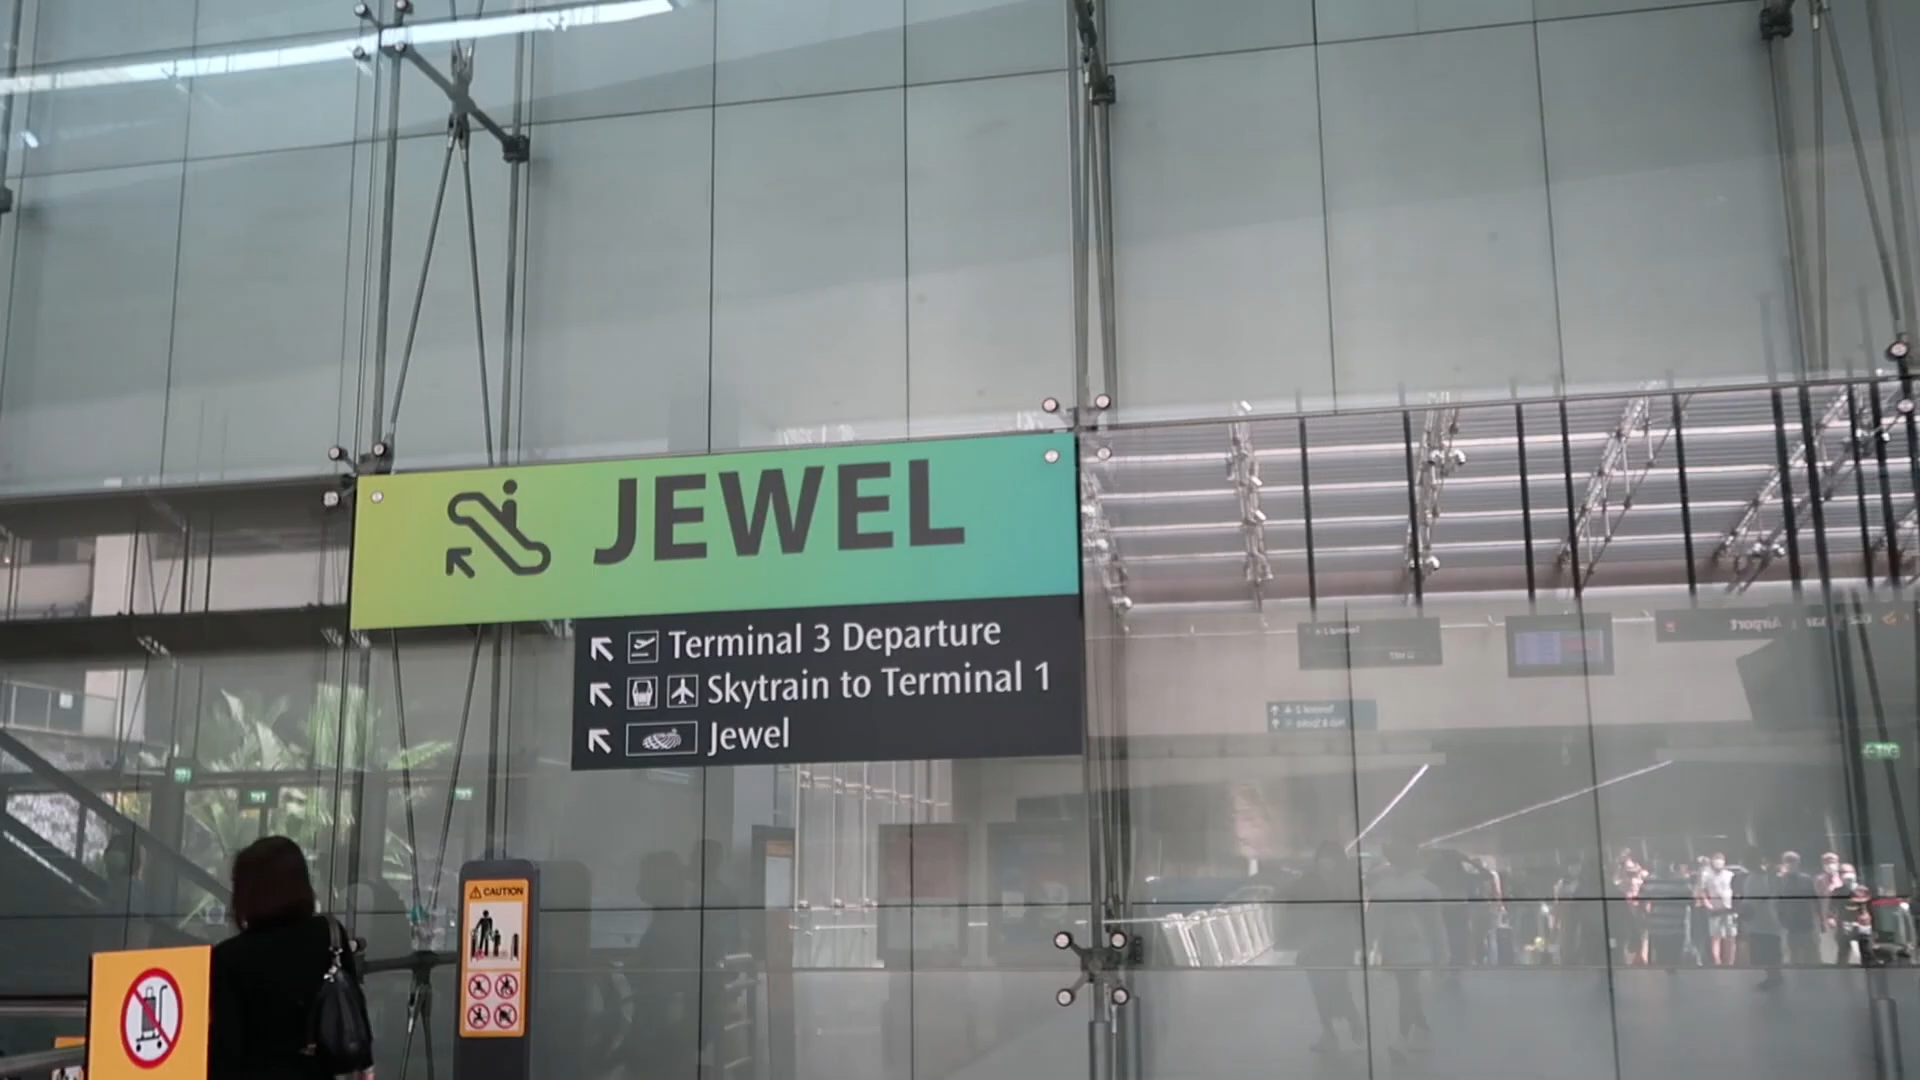 JEWEL
Terminal 3 Departure
Skytrain to Terminal 1
Jewel
CAUTION